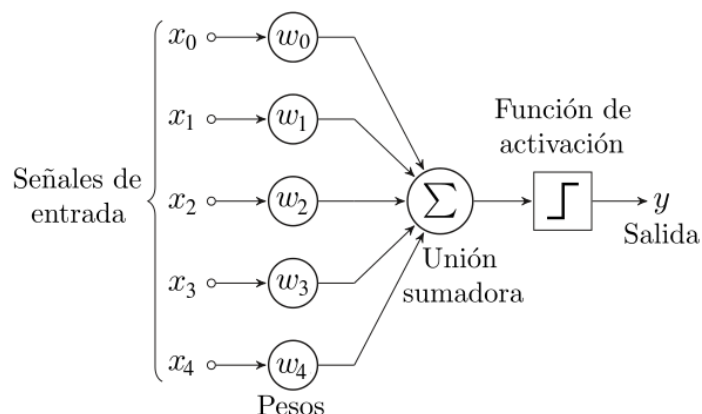 x₀
w₀
x₁
w₁
Función de
activación
Señales de
entrada
x₂
w₂
Σ
y
Salida
Unión
sumadora
x₃
w₃
x₄
w₄
Pesos